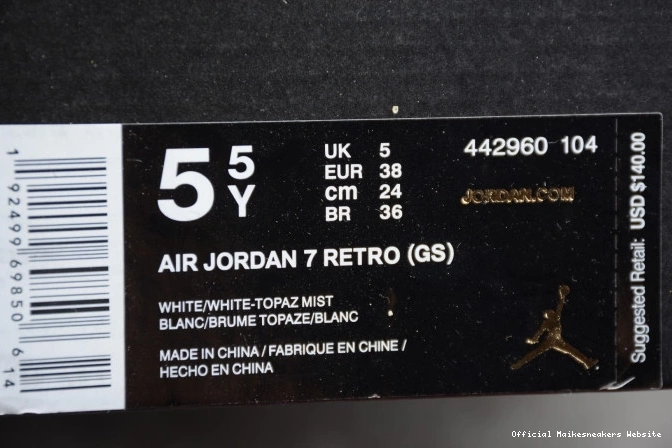 1 92499 69850 6 14
5 5 Y
UK 5
EUR 38
cm 24
BR 36
442960 104
JORDAN.COM
AIR JORDAN 7 RETRO (GS)
WHITE/WHITE-TOPAZ MIST
BLANC/BRUME TOPAZE/BLANC
MADE IN CHINA / FABRIQUE EN CHINE /
HECHO EN CHINA
Suggested Retail: USD $140.00
Official Maikesneakers Website